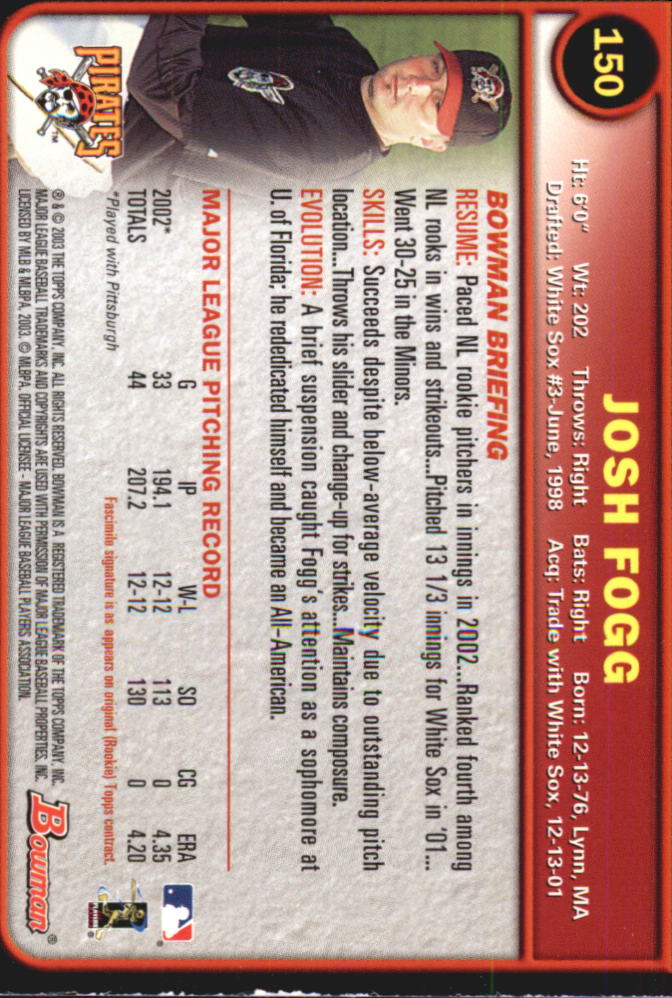 150
JOSH FOGG
Ht: 6'0" Wt: 202 Throws: Right Bats: Right Born: 12-13-76, Lynn, MA
Drafted: White Sox #3-June, 1998 Acq: Trade with White Sox, 12-13-01
BOWMAN BRIEFING
RESUME: Paced NL rookie pitchers in innings in 2002...Ranked fourth among
NL rooks in wins and strikeouts...Pitched 13 1/3 innings for White Sox in '01...
Went 30-25 in the Minors.
SKILLS: Succeeds despite below-average velocity due to outstanding pitch
location...Throws his slider and change-up for strikes...Maintains composure.
EVOLUTION: A brief suspension caught Fogg's attention as a sophomore at
U. of Florida; he rededicated himself and became an All-American.
MAJOR LEAGUE PITCHING RECORD
G IP W-L SO CG ERA
2002* 33 194.1 12-12 113 0 4.35
TOTALS 44 207.2 12-12 130 0 4.20
*Played with Pittsburgh
Facsimile signature is as appears on original (Rookie) Topps contract.
® & © 2003 THE TOPPS COMPANY, INC. ALL RIGHTS RESERVED. BOWMAN IS A REGISTERED TRADEMARK OF THE TOPPS COMPANY, INC.
MAJOR LEAGUE BASEBALL TRADEMARKS AND COPYRIGHTS ARE USED WITH PERMISSION OF MAJOR LEAGUE BASEBALL PROPERTIES, INC.
LICENSED BY MLB & MLBPA, 2003. © MLBPA. OFFICIAL LICENSEE - MAJOR LEAGUE BASEBALL PLAYERS ASSOCIATION.
PIRATES™
Bowman®